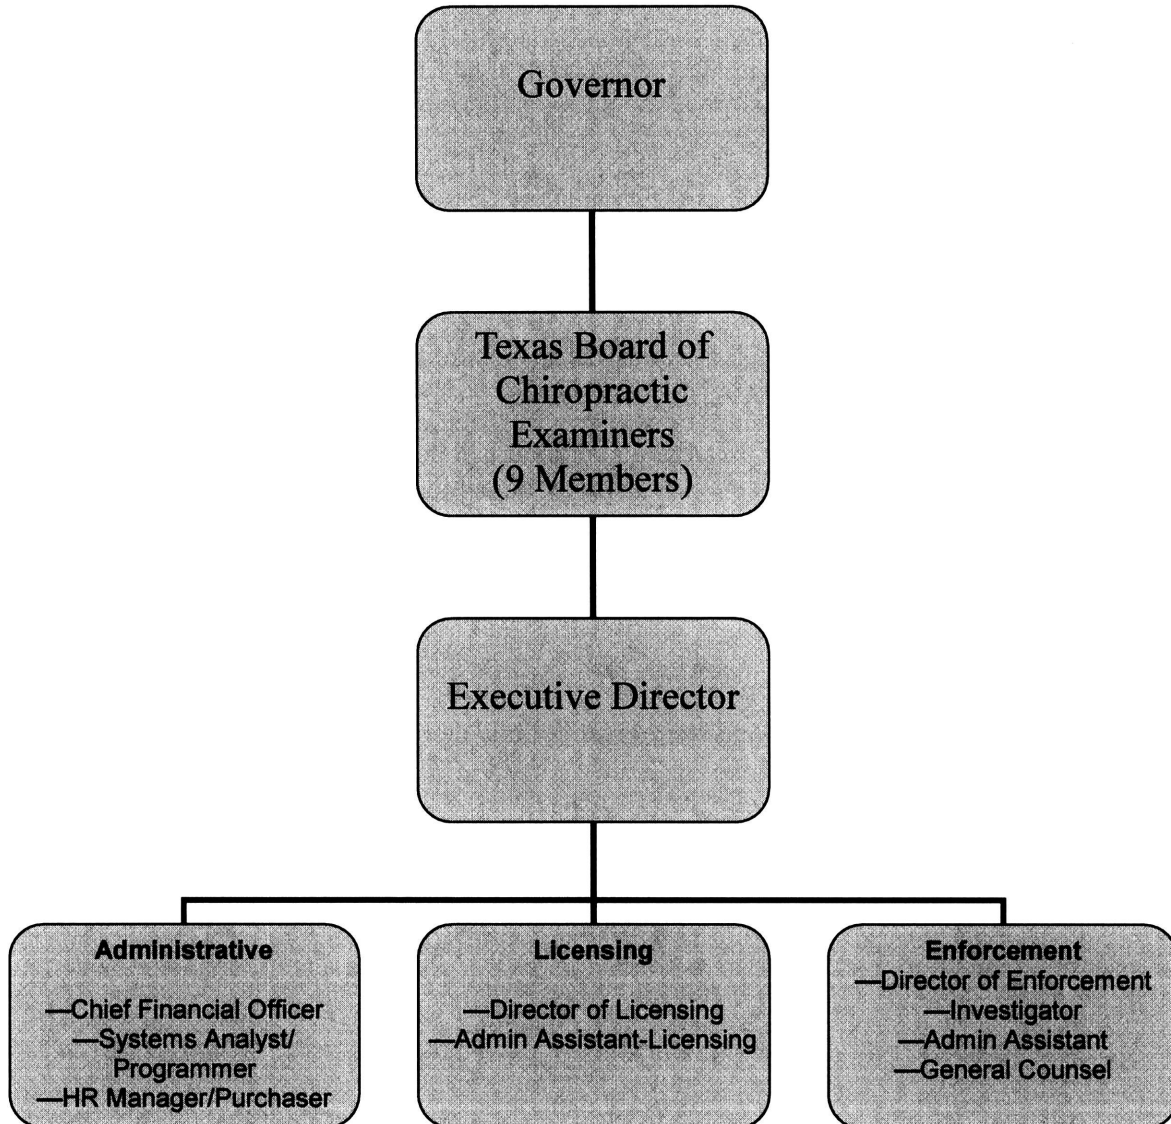 Governor
Texas Board of
Chiropractic
Examiners
(9 Members)
Executive Director
Administrative
—Chief Financial Officer
—Systems Analyst/
Programmer
—HR Manager/Purchaser
Licensing
—Director of Licensing
—Admin Assistant-Licensing
Enforcement
—Director of Enforcement
—Investigator
—Admin Assistant
—General Counsel